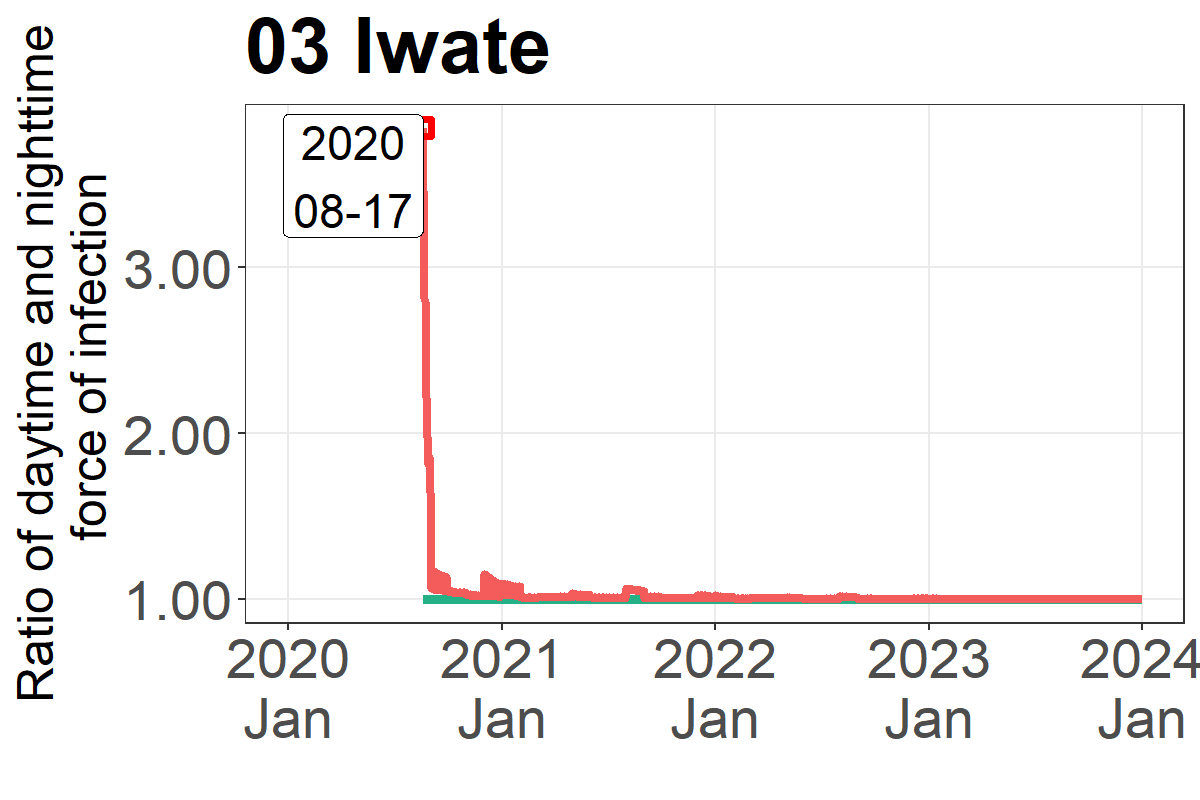 03 Iwate
Ratio of daytime and nighttime
force of infection
2020
08-17
3.00
2.00
1.00
2020 2021 2022 2023 2024
Jan Jan Jan Jan Jan